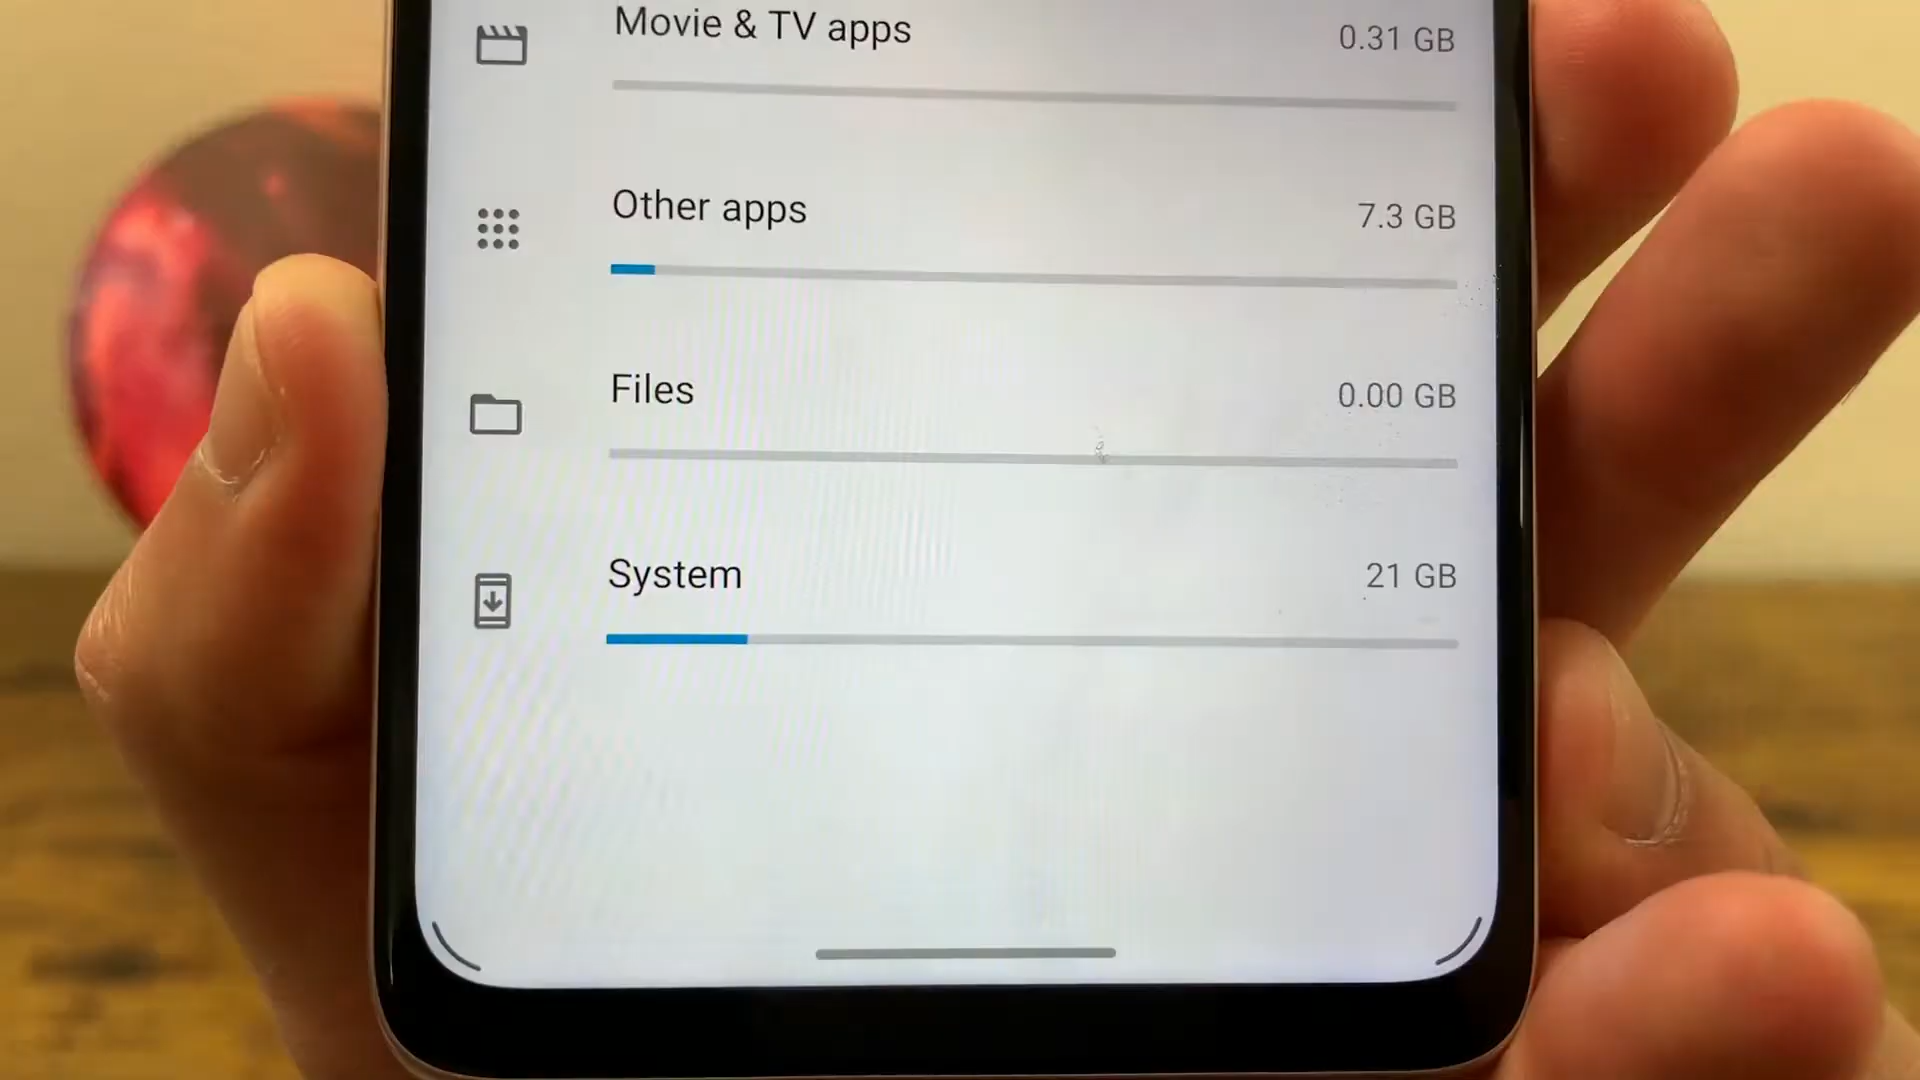 Movie & TV apps 0.31 GB
Other apps 7.3 GB
Files 0.00 GB
System 21 GB